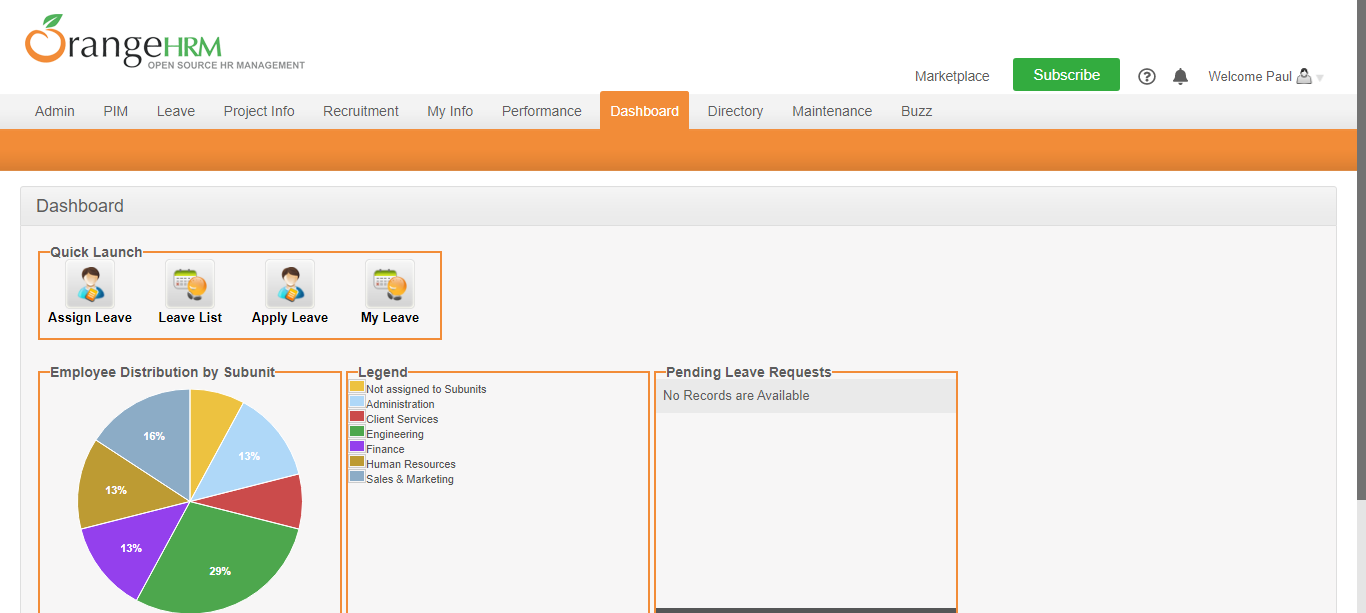 OrangeHRM
OPEN SOURCE HR MANAGEMENT
Marketplace
Subscribe
?
Welcome Paul
Admin
PIM
Leave
Project Info
Recruitment
My Info
Performance
Dashboard
Directory
Maintenance
Buzz
Dashboard
Quick Launch
Assign Leave
Leave List
Apply Leave
My Leave
Employee Distribution by Subunit
16%
13%
13%
13%
29%
Legend
Not assigned to Subunits
Administration
Client Services
Engineering
Finance
Human Resources
Sales & Marketing
Pending Leave Requests
No Records are Available